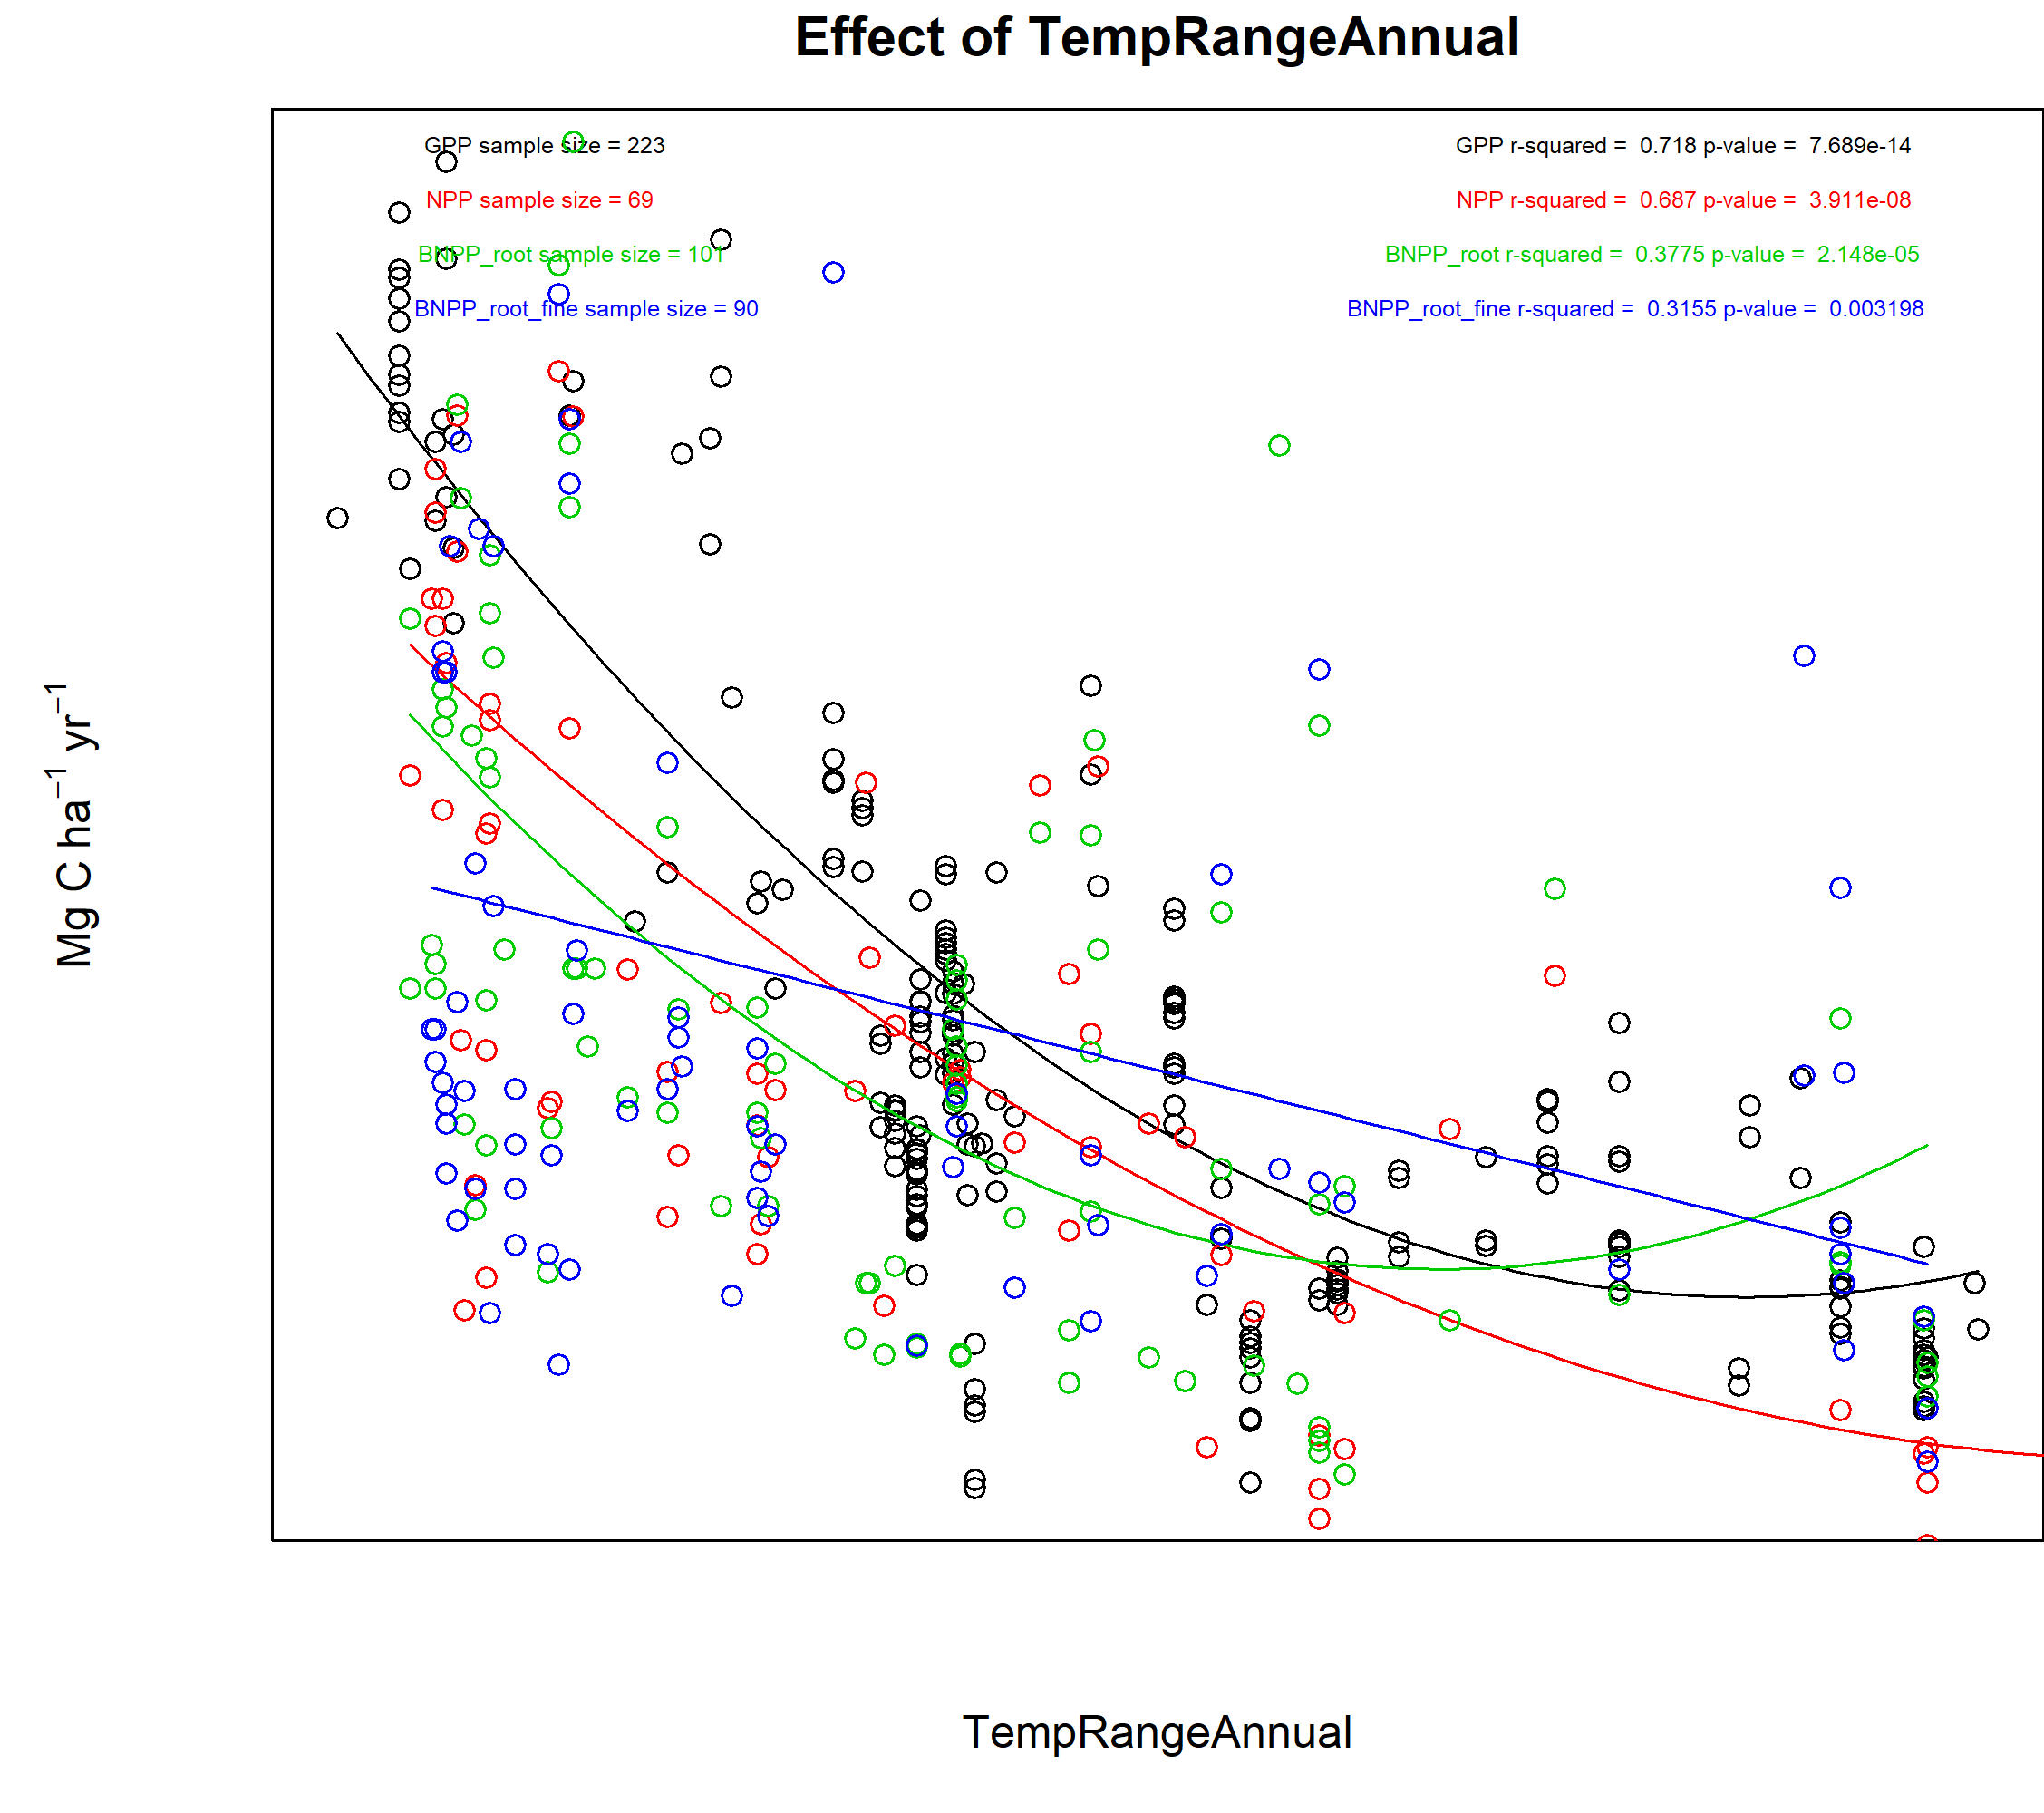 Effect of TempRangeAnnual
GPP sample size = 223
GPP r-squared = 0.718 p-value = 7.689e-14
NPP sample size = 69
NPP r-squared = 0.687 p-value = 3.911e-08
BNPP_root sample size = 101
BNPP_root r-squared = 0.3775 p-value = 2.148e-05
BNPP_root_fine sample size = 90
BNPP_root_fine r-squared = 0.3155 p-value = 0.003198
Mg C ha⁻¹ yr⁻¹
TempRangeAnnual